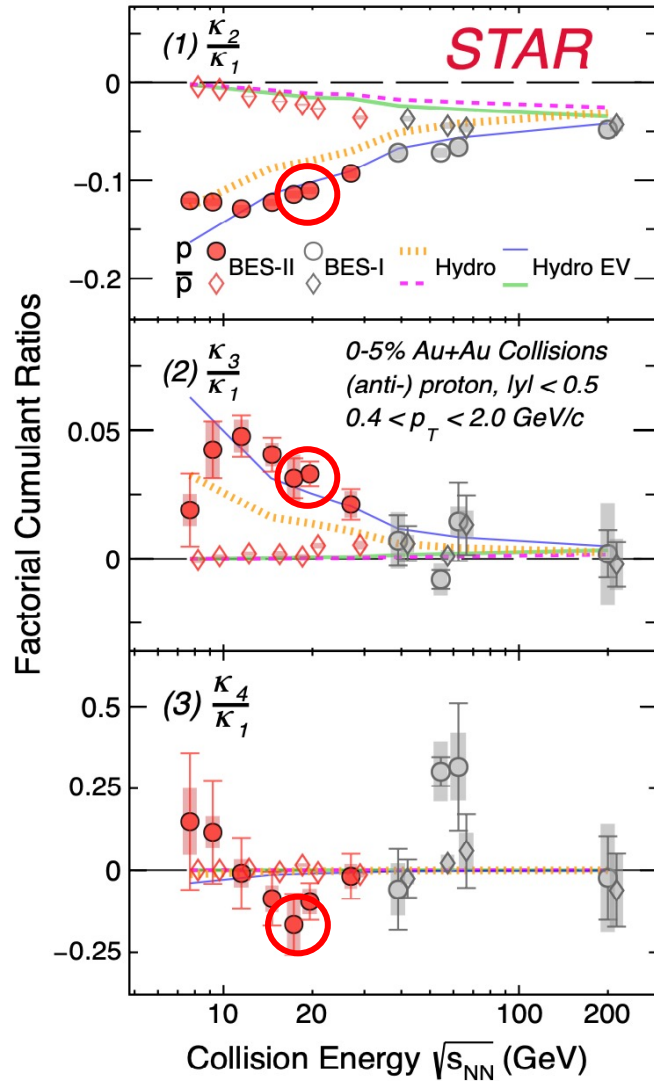 (1) κ2/κ1
STAR
0
−0.1
−0.2
p
p̅
BES-II
BES-I
Hydro
Hydro EV
Factorial Cumulant Ratios
(2) κ3/κ1
0-5% Au+Au Collisions
(anti-) proton, |y| < 0.5
0.4 < pT < 2.0 GeV/c
0.05
0
(3) κ4/κ1
0.5
0.25
0
−0.25
10 20 100 200
Collision Energy √sNN (GeV)